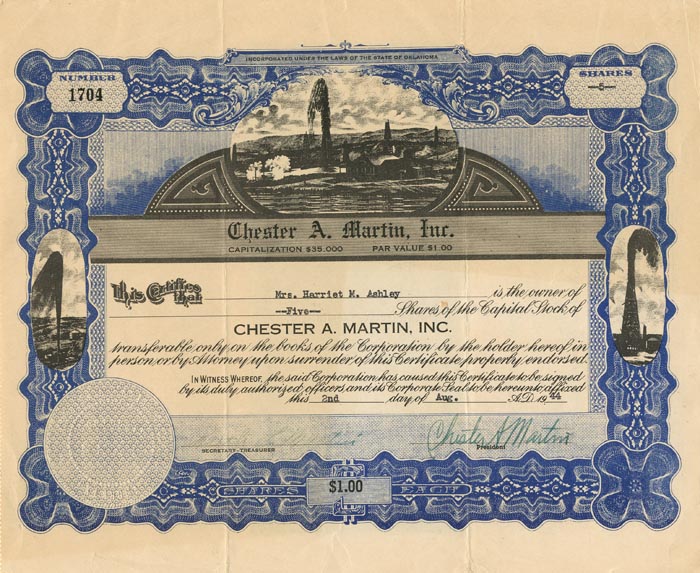 INCORPORATED UNDER THE LAWS OF THE STATE OF OKLAHOMA
NUMBER
1704
SHARES
-5-
Chester A. Martin, Inc.
CAPITALIZATION $35.000 PAR VALUE $1.00
This Certifies that Mrs. Harriet M. Ashley is the owner of
--Five-- Shares of the Capital Stock of
CHESTER A. MARTIN, INC.
transferable only on the books of the Corporation by the holder hereof in
person or by Attorney upon surrender of this Certificate properly endorsed.
IN WITNESS WHEREOF, the said Corporation has caused this Certificate to be signed
by its duly authorized officers and its Corporate Seal to be hereunto affixed
this 2nd day of Aug. A.D. 1944
Chester A Martin
SECRETARY-TREASURER
President
$1.00
SHARES EACH